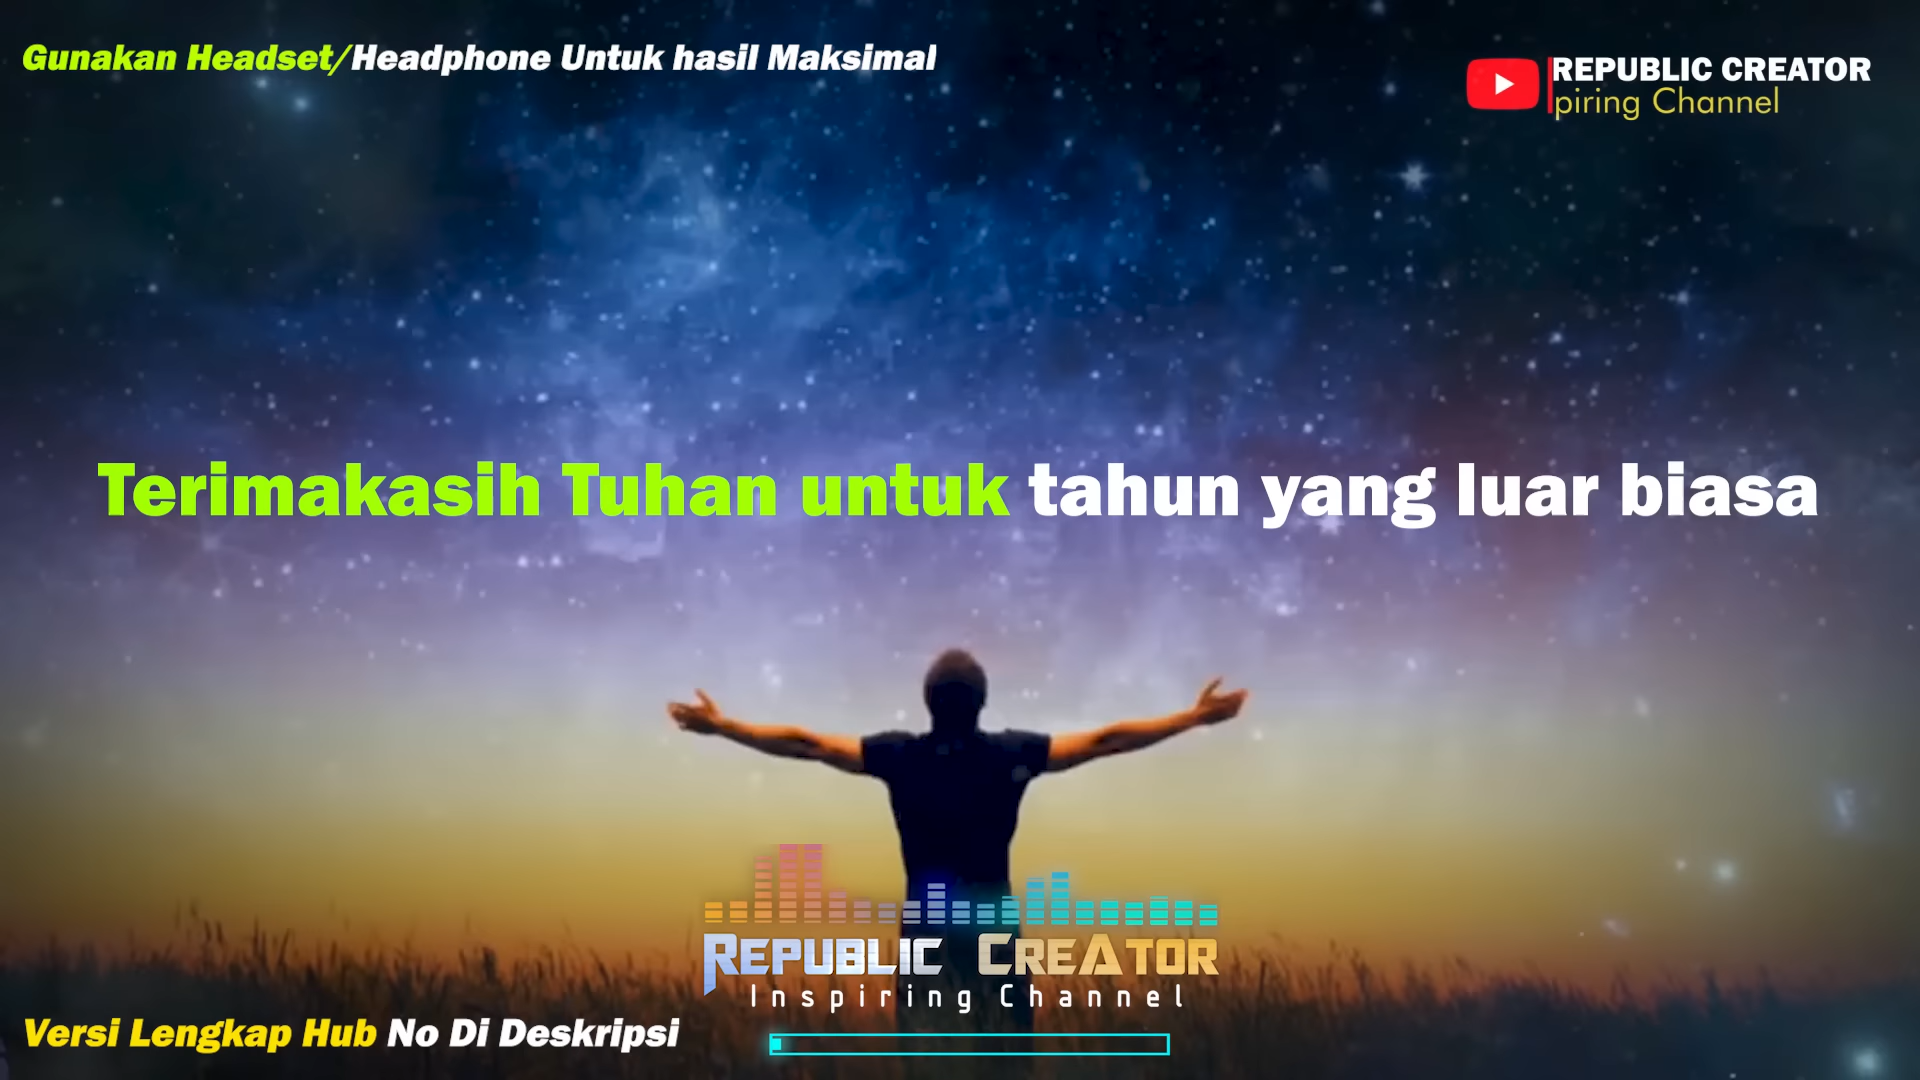 Gunakan Headset/Headphone Untuk hasil Maksimal
REPUBLIC CREATOR
piring Channel
Terimakasih Tuhan untuk tahun yang luar biasa
REPUBLIC CREATOR
Inspiring Channel
Versi Lengkap Hub No Di Deskripsi